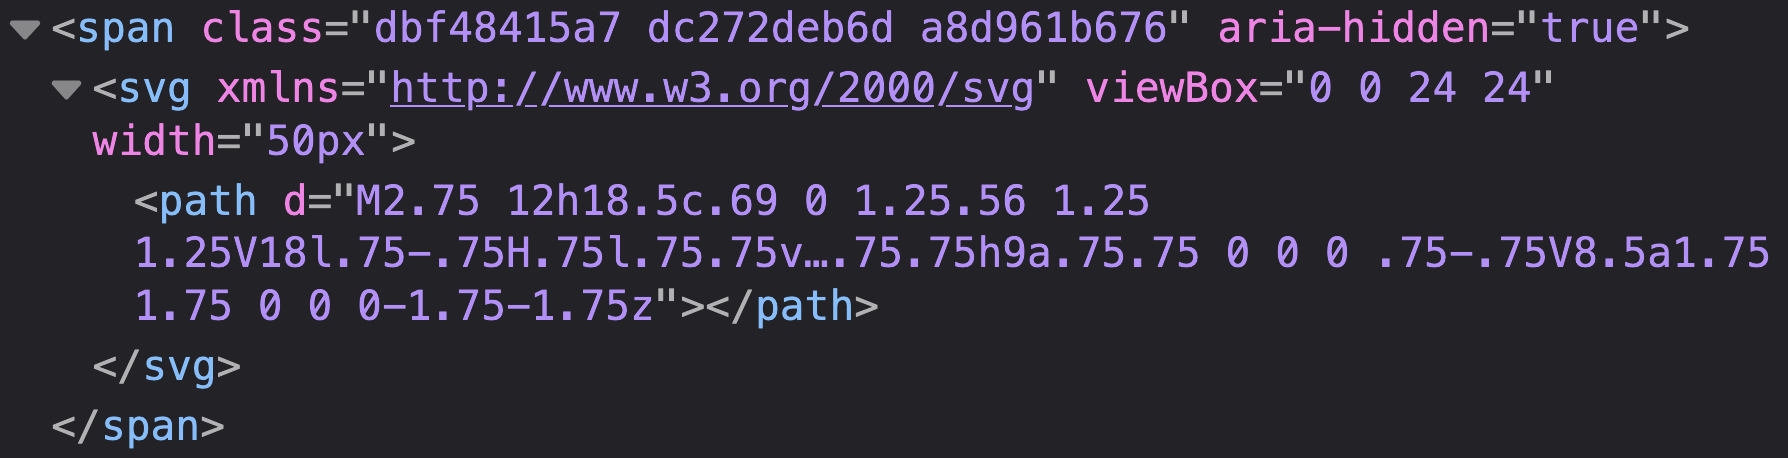 <span class="dbf48415a7 dc272deb6d a8d961b676" aria-hidden="true">
<svg xmlns="http://www.w3.org/2000/svg" viewBox="0 0 24 24"
width="50px">
<path d="M2.75 12h18.5c.69 0 1.25.56 1.25
1.25V18l.75-.75H.75l.75.75v….75.75h9a.75.75 0 0 0 .75-.75V8.5a1.75
1.75 0 0 0-1.75-1.75z"></path>
</svg>
</span>